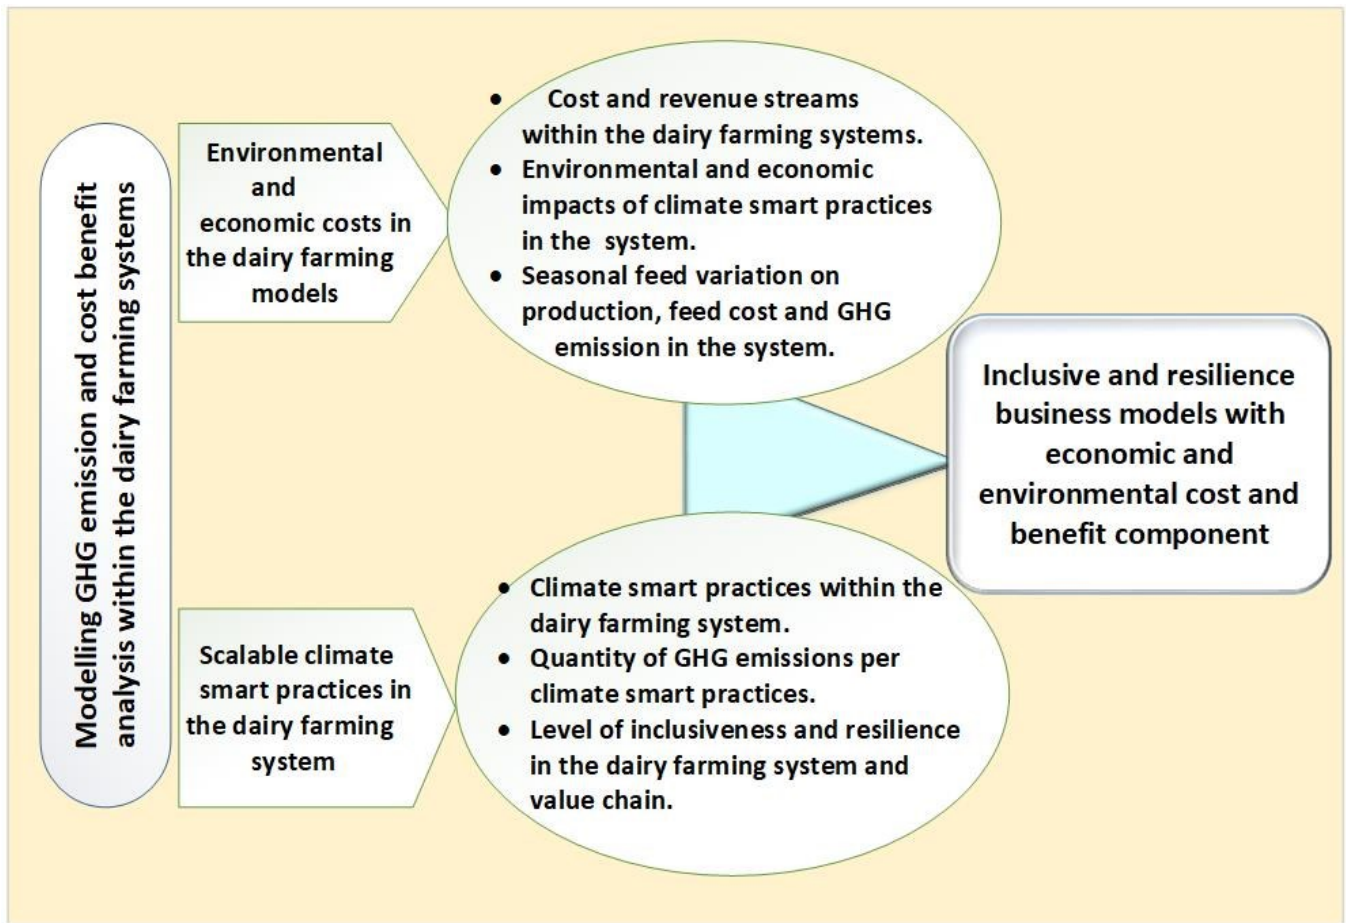 Modelling GHG emission and cost benefit
analysis within the dairy farming systems
Environmental
and
economic costs in
the dairy farming
models
• Cost and revenue streams
within the dairy farming systems.
• Environmental and economic
impacts of climate smart practices
in the system.
• Seasonal feed variation on
production, feed cost and GHG
emission in the system.
Scalable climate
smart practices in
the dairy farming
system
• Climate smart practices within the
dairy farming system.
• Quantity of GHG emissions per
climate smart practices.
• Level of inclusiveness and resilience
in the dairy farming system and
value chain.
Inclusive and resilience
business models with
economic and
environmental cost and
benefit component